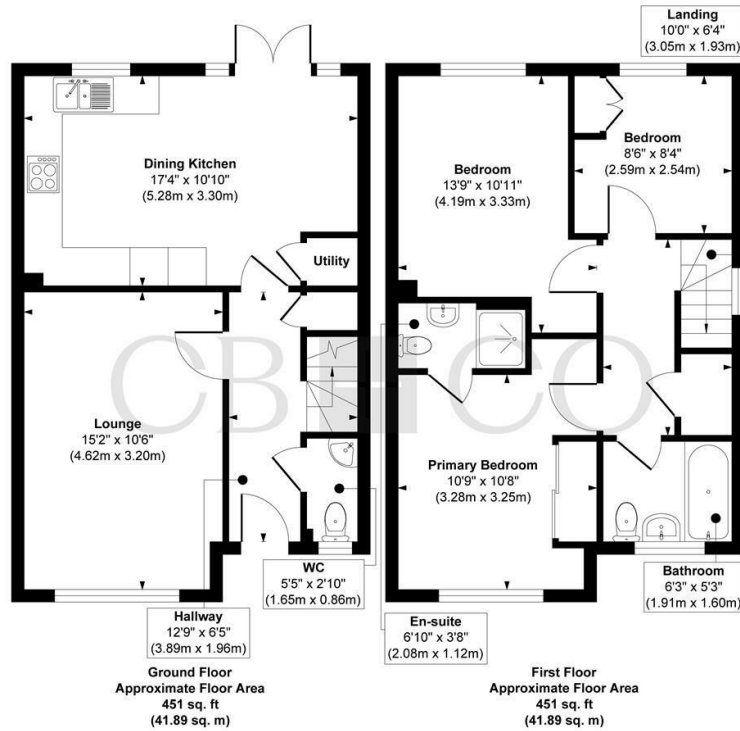 Landing
10'0" x 6'4"
(3.05m x 1.93m)
Dining Kitchen
17'4" x 10'10"
(5.28m x 3.30m)
Utility
Bedroom
13'9" x 10'11"
(4.19m x 3.33m)
Bedroom
8'6" x 8'4"
(2.59m x 2.54m)
CBHCO
Lounge
15'2" x 10'6"
(4.62m x 3.20m)
Primary Bedroom
10'9" x 10'8"
(3.28m x 3.25m)
WC
5'5" x 2'10"
(1.65m x 0.86m)
Bathroom
6'3" x 5'3"
(1.91m x 1.60m)
Hallway
12'9" x 6'5"
(3.89m x 1.96m)
En-suite
6'10" x 3'8"
(2.08m x 1.12m)
Ground Floor
Approximate Floor Area
451 sq. ft
(41.89 sq. m)
First Floor
Approximate Floor Area
451 sq. ft
(41.89 sq. m)